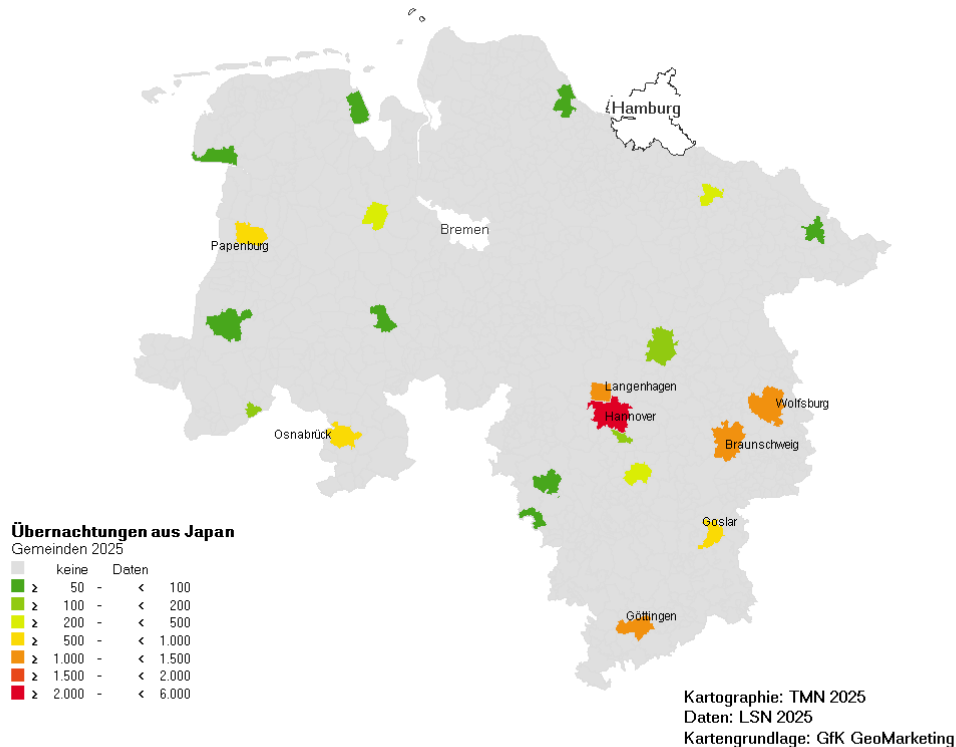 Hamburg
Bremen
Papenburg
Langenhagen
Wolfsburg
Hannover
Osnabrück
Braunschweig
Goslar
Göttingen
Übernachtungen aus Japan
Gemeinden 2025
keine Daten
≥ 50 - < 100
≥ 100 - < 200
≥ 200 - < 500
≥ 500 - < 1.000
≥ 1.000 - < 1.500
≥ 1.500 - < 2.000
≥ 2.000 - < 6.000
Kartographie: TMN 2025
Daten: LSN 2025
Kartengrundlage: GfK GeoMarketing